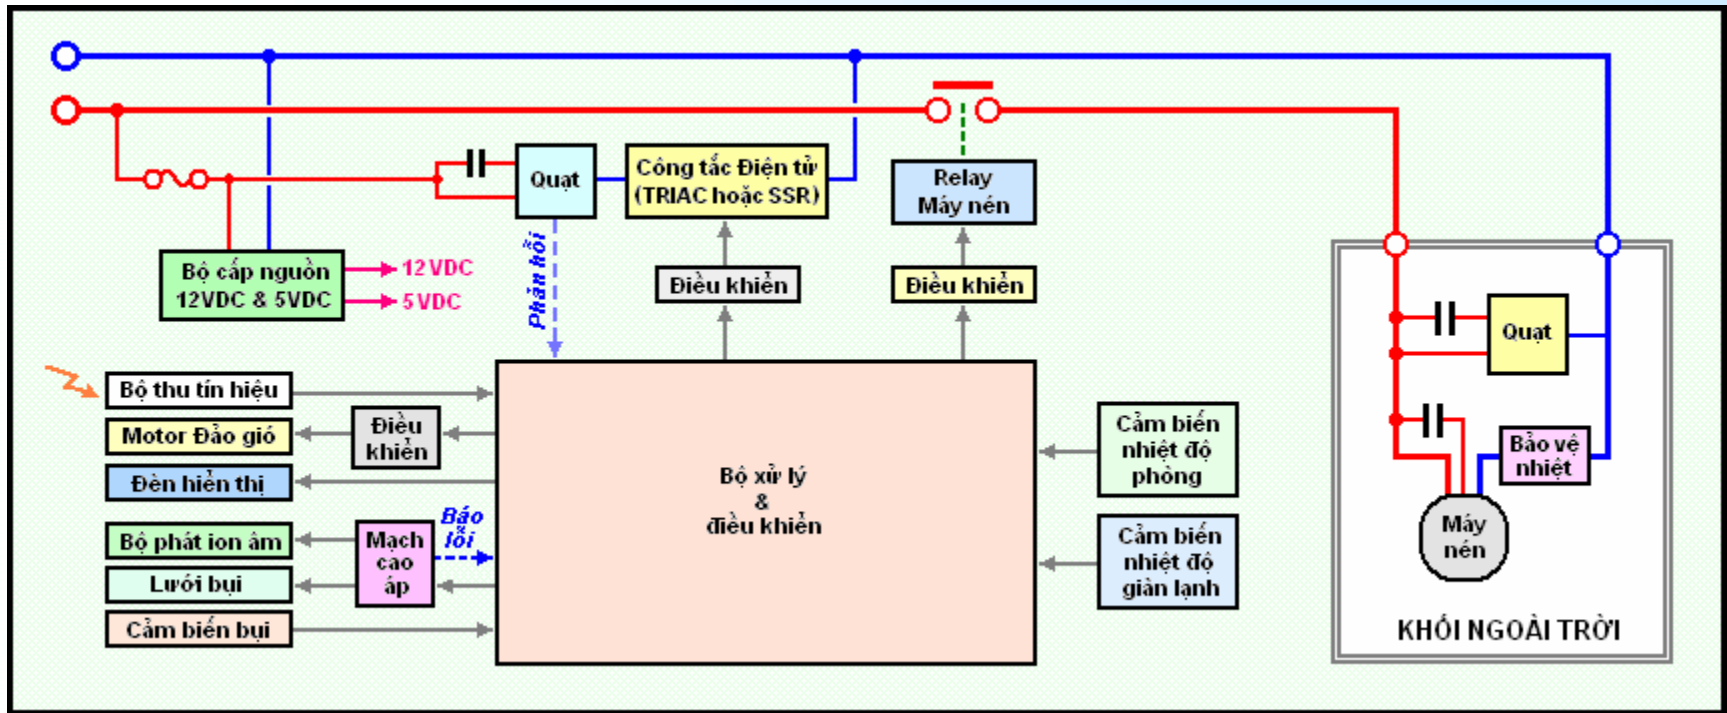 Quạt
Công tắc Điện tử
(TRIAC hoặc SSR)
Relay
Máy nén
Phản hồi
Bộ cấp nguồn
12VDC & 5VDC
12VDC
5VDC
Điều khiển
Điều khiển
Bộ thu tín hiệu
Motor Đảo gió
Điều
khiển
Đèn hiển thị
Bộ phát ion âm
Lưới bụi
Cảm biến bụi
Mạch
cao
áp
Báo
lỗi
Bộ xử lý
&
điều khiển
Cảm biến
nhiệt độ
phòng
Cảm biến
nhiệt độ
giàn lạnh
Quạt
Bảo vệ
nhiệt
Máy
nén
KHỐI NGOÀI TRỜI